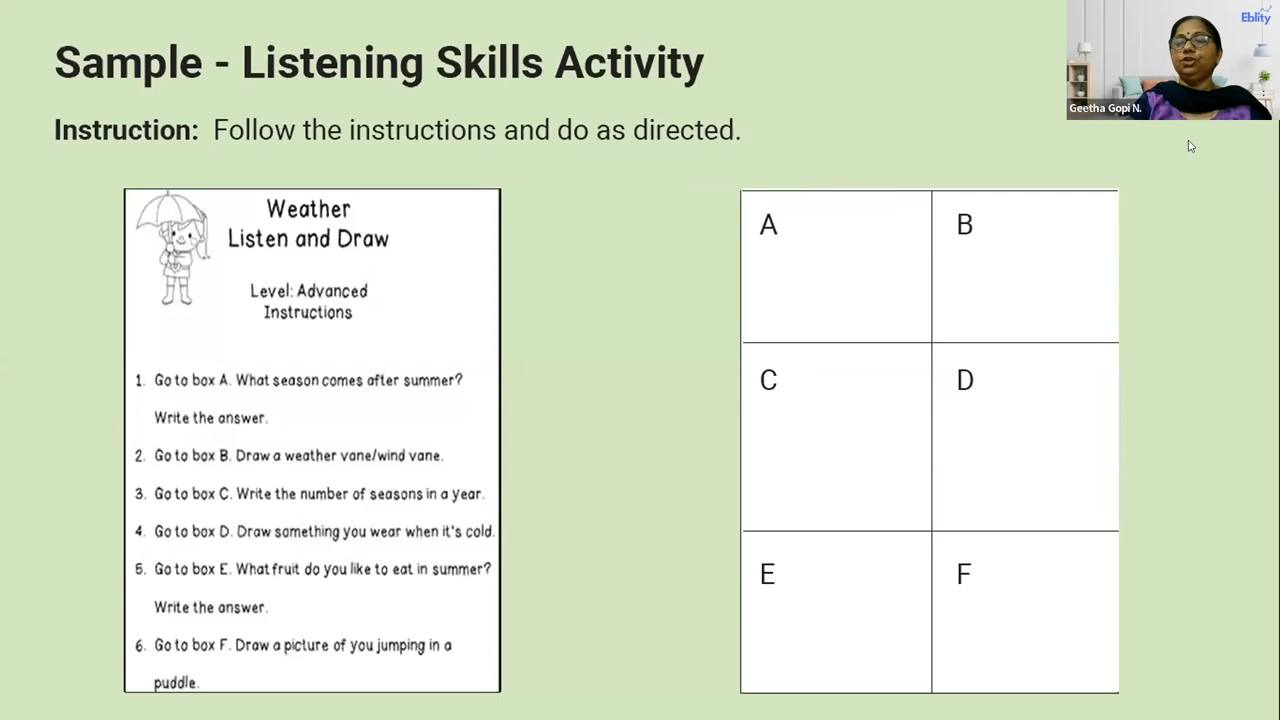 Sample - Listening Skills Activity
Eblity
Geetha Gopi N.
Instruction: Follow the instructions and do as directed.
Weather
Listen and Draw
Level: Advanced
Instructions
1. Go to box A. What season comes after summer?
Write the answer.
2. Go to box B. Draw a weather vane/wind vane.
3. Go to box C. Write the number of seasons in a year.
4. Go to box D. Draw something you wear when it's cold.
5. Go to box E. What fruit do you like to eat in summer?
Write the answer.
6. Go to box F. Draw a picture of you jumping in a
puddle.
A B
C D
E F